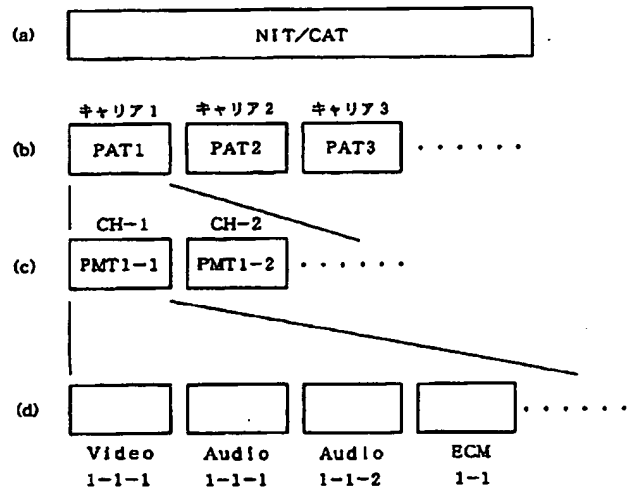 (a) NIT/CAT
キャリア1 キャリア2 キャリア3
(b) PAT1 PAT2 PAT3 ······
CH-1 CH-2
(c) PMT1-1 PMT1-2 ······
(d) ······
Video Audio Audio ECM
1-1-1 1-1-1 1-1-2 1-1